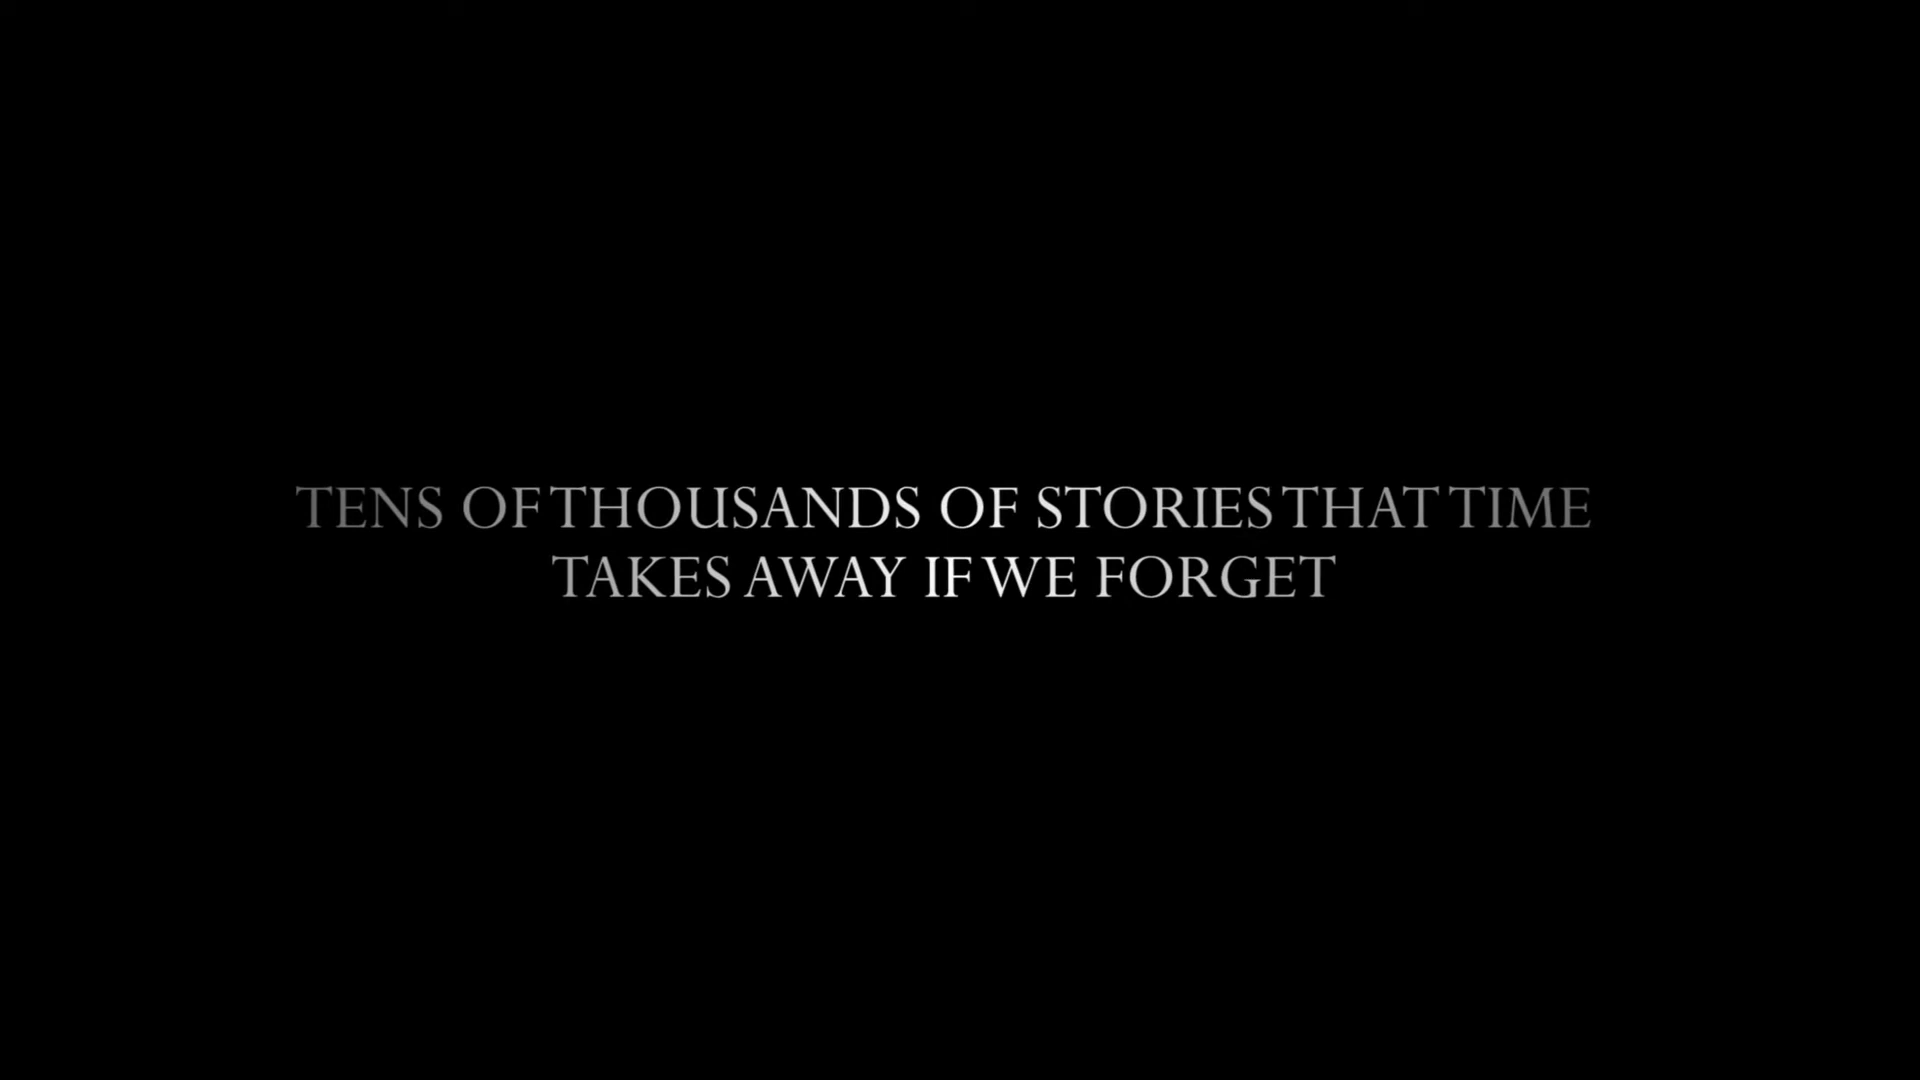 TENS OF THOUSANDS OF STORIES THAT TIME
TAKES AWAY IF WE FORGET